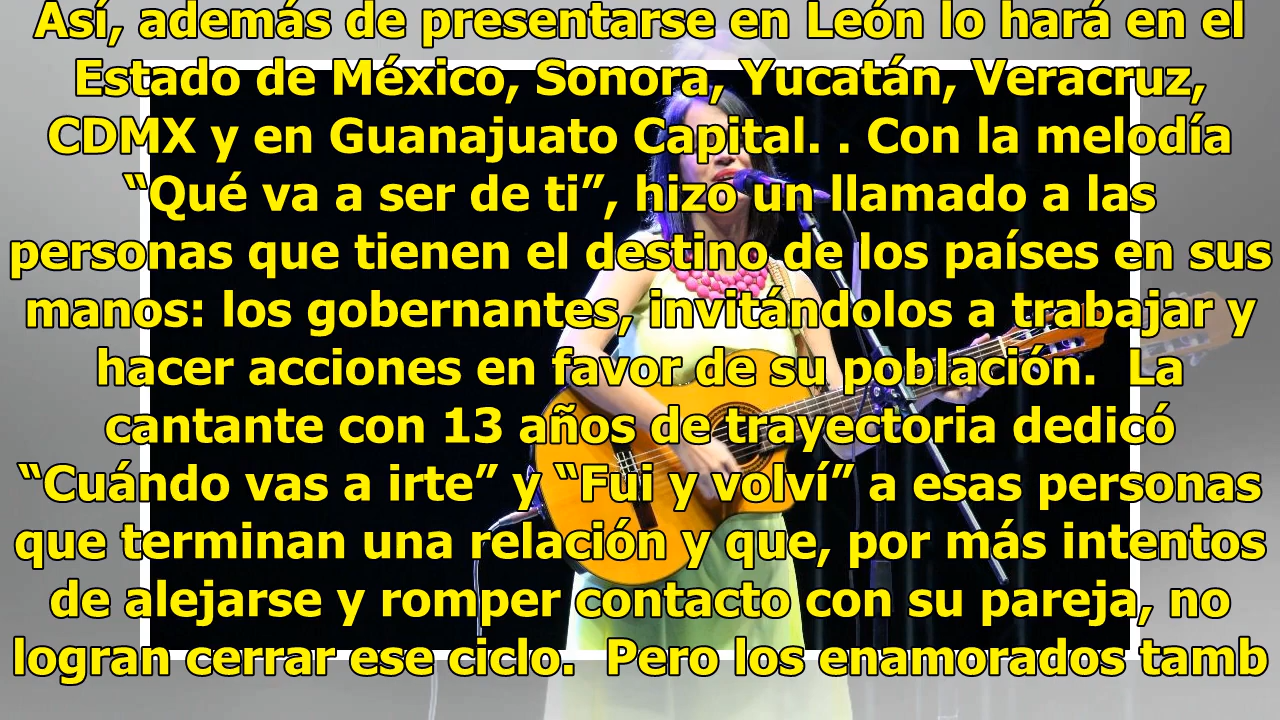 Así, además de presentarse en León lo hará en el
Estado de México, Sonora, Yucatán, Veracruz,
CDMX y en Guanajuato Capital. . Con la melodía
“Qué va a ser de ti”, hizo un llamado a las
personas que tienen el destino de los países en sus
manos: los gobernantes, invitándolos a trabajar y
hacer acciones en favor de su población.  La
cantante con 13 años de trayectoria dedicó
“Cuándo vas a irte” y “Fui y volví” a esas personas
que terminan una relación y que, por más intentos
de alejarse y romper contacto con su pareja, no
logran cerrar ese ciclo.  Pero los enamorados tamb